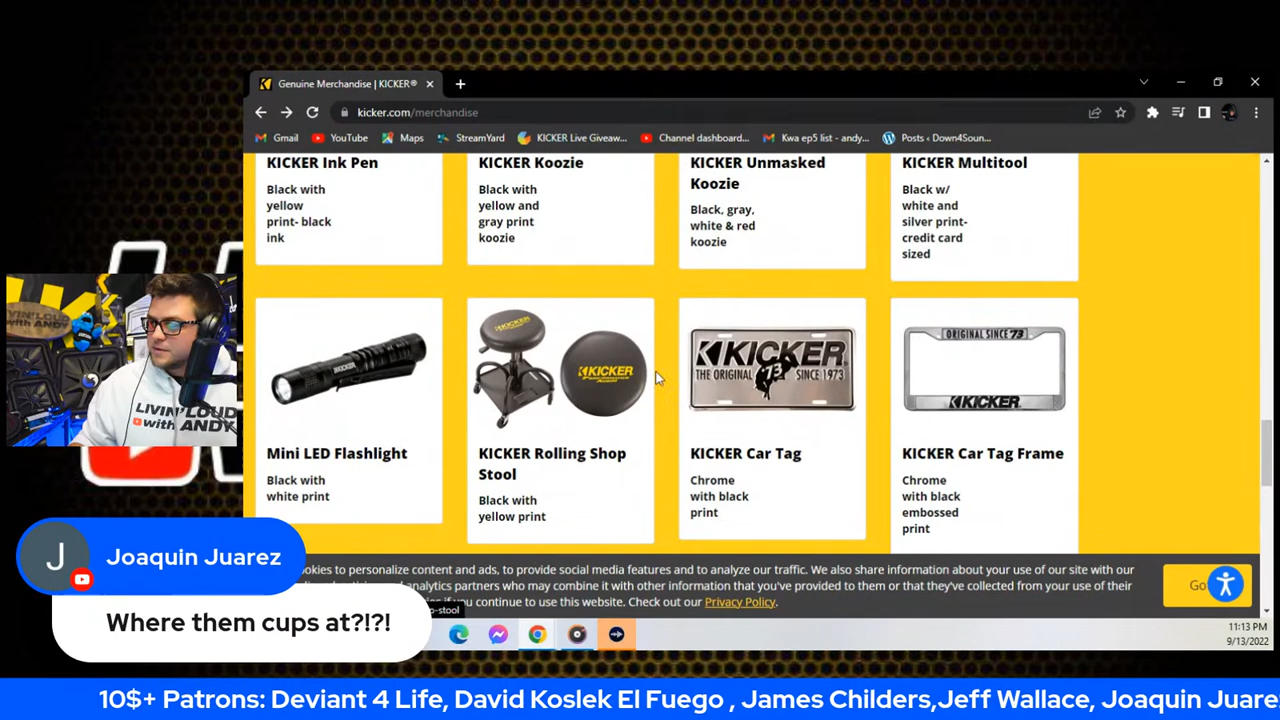 Genuine Merchandise | KICKER®
kicker.com/merchandise
Gmail
YouTube
Maps
StreamYard
KICKER Live Giveaw...
Channel dashboard...
Kwa ep5 list - andy...
Posts ‹ Down4Soun...
KICKER Ink Pen
Black with
yellow
print- black
ink
KICKER Koozie
Black with
yellow and
gray print
koozie
KICKER Unmasked
Koozie
Black, gray,
white & red
koozie
KICKER Multitool
Black w/
white and
silver print-
credit card
sized
KICKER
Mini LED Flashlight
Black with
white print
KICKER
KICKER
KICKER Rolling Shop
Stool
Black with
yellow print
KICKER
THE ORIGINAL '73 SINCE 1973
KICKER Car Tag
Chrome
with black
print
ORIGINAL SINCE '73
KICKER
KICKER Car Tag Frame
Chrome
with black
embossed
print
LIVIN' LOUD
with ANDY
LIVIN' LOUD
with ANDY
ookies to personalize content and ads, to provide social media features and to analyze our traffic. We also share information about your use of our site with our
analytics partners who may combine it with other information that you've provided to them or that they've collected from your use of their
if you continue to use this website. Check out our Privacy Policy.
o-stool
11:13 PM
9/13/2022
J
Joaquin Juarez
Where them cups at?!?!
10$+ Patrons: Deviant 4 Life, David Koslek El Fuego , James Childers,Jeff Wallace, Joaquin Juare